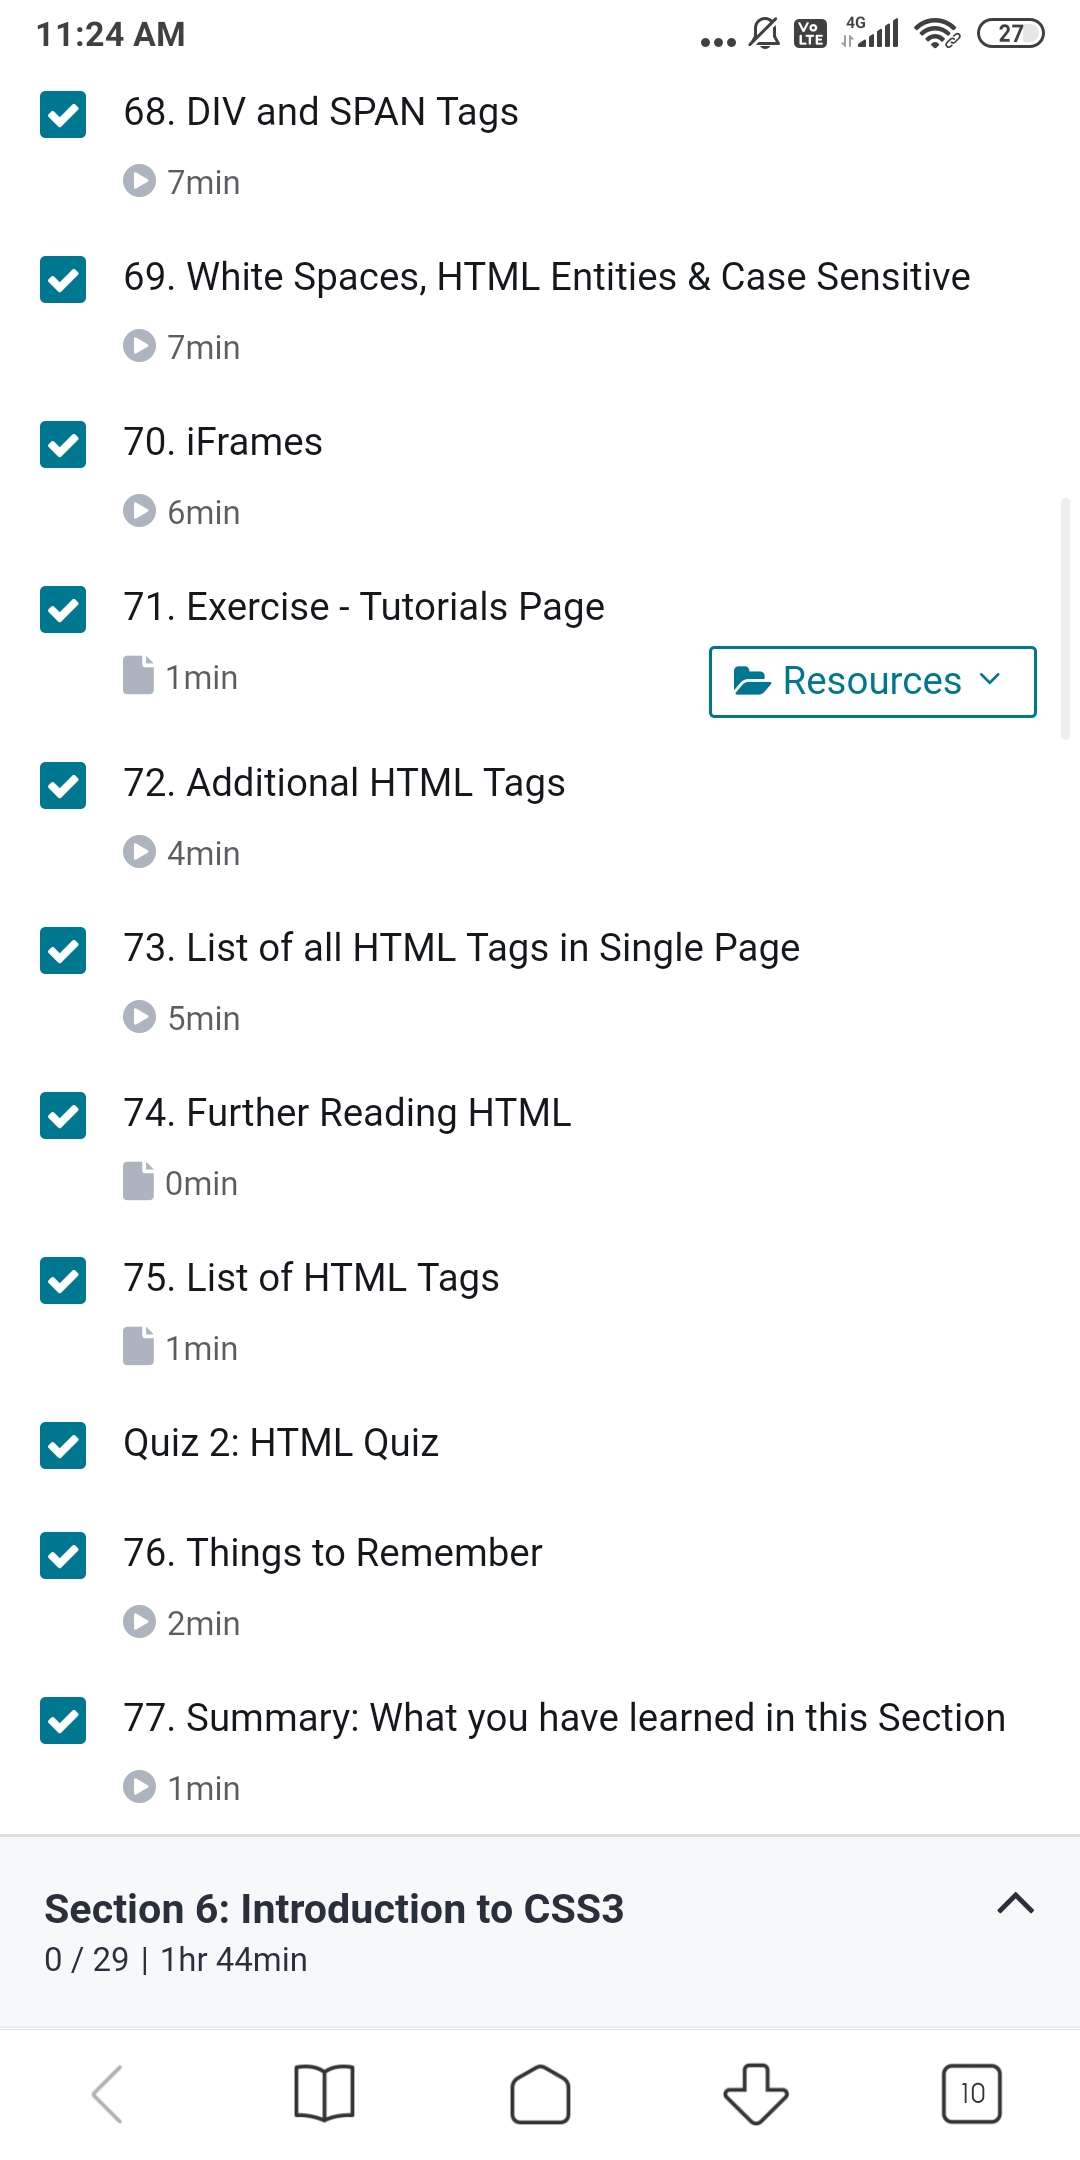 11:24 AM
Vo LTE
4G
27
68. DIV and SPAN Tags
7min
69. White Spaces, HTML Entities & Case Sensitive
7min
70. iFrames
6min
71. Exercise - Tutorials Page
1min
Resources
72. Additional HTML Tags
4min
73. List of all HTML Tags in Single Page
5min
74. Further Reading HTML
0min
75. List of HTML Tags
1min
Quiz 2: HTML Quiz
76. Things to Remember
2min
77. Summary: What you have learned in this Section
1min
Section 6: Introduction to CSS3
0 / 29 | 1hr 44min
10